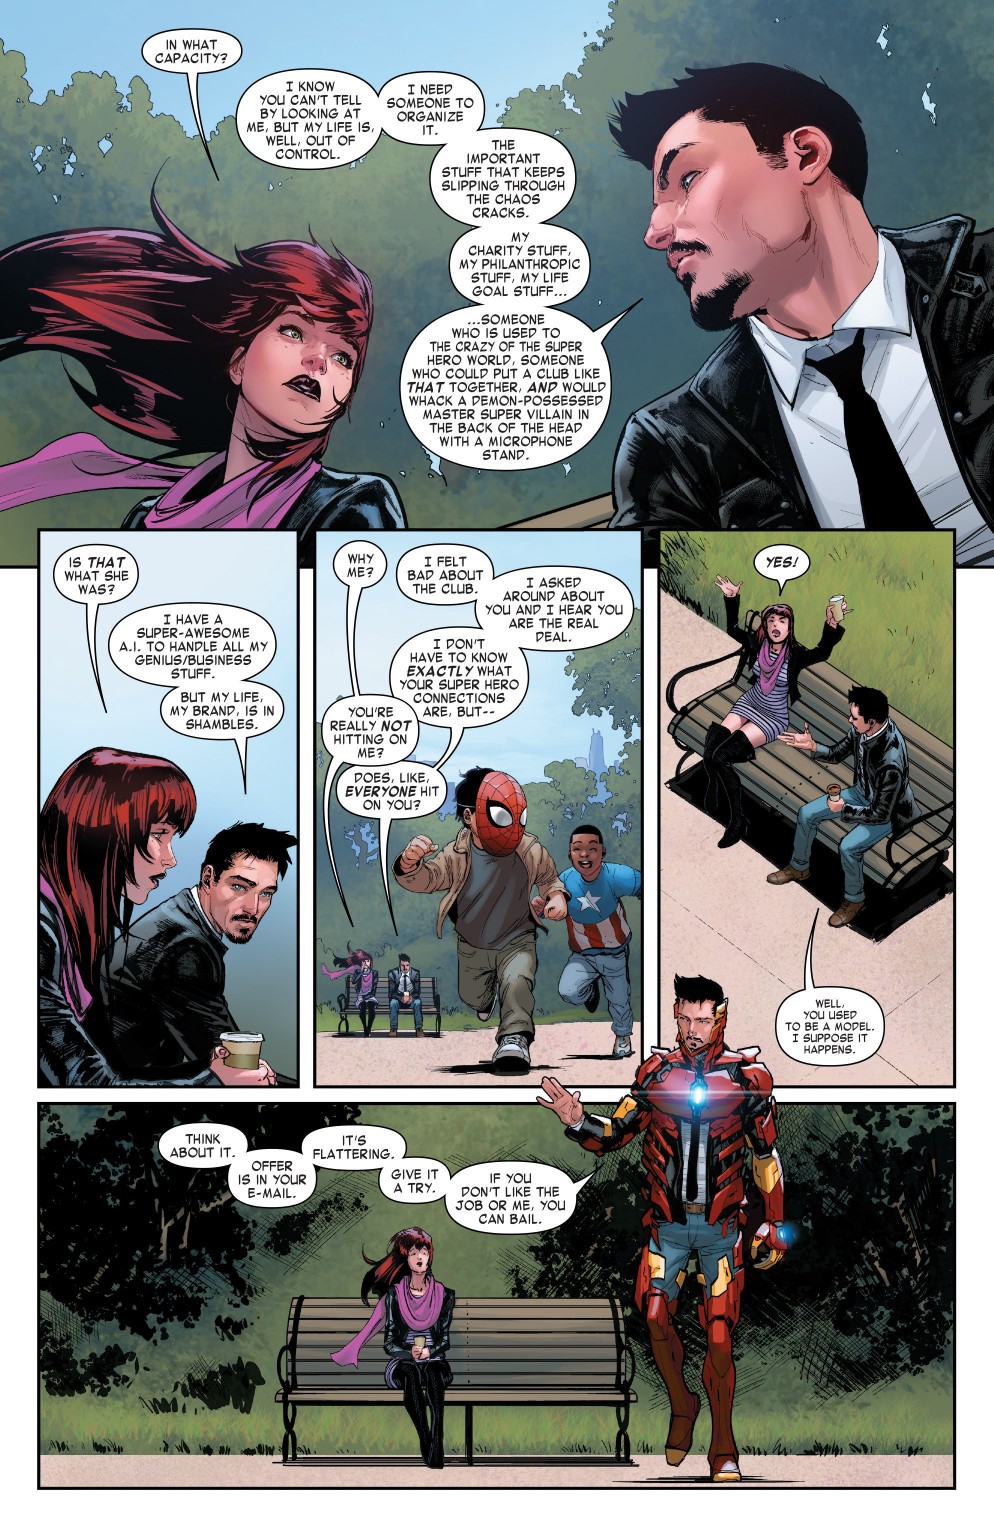 IN WHAT
CAPACITY?
I KNOW
YOU CAN'T TELL
BY LOOKING AT
ME, BUT MY LIFE IS,
WELL, OUT OF
CONTROL.
I NEED
SOMEONE TO
ORGANIZE
IT.
THE
IMPORTANT
STUFF THAT KEEPS
SLIPPING THROUGH
THE CHAOS
CRACKS.
MY
CHARITY STUFF,
MY PHILANTHROPIC
STUFF, MY LIFE
GOAL STUFF...
...SOMEONE
WHO IS USED TO
THE CRAZY OF THE SUPER
HERO WORLD, SOMEONE
WHO COULD PUT A CLUB LIKE
THAT TOGETHER, AND WOULD
WHACK A DEMON-POSSESSED
MASTER SUPER VILLAIN IN
THE BACK OF THE HEAD
WITH A MICROPHONE
STAND.
IS THAT
WHAT SHE
WAS?
I HAVE A
SUPER-AWESOME
A.I. TO HANDLE ALL MY
GENIUS/BUSINESS
STUFF.
BUT MY LIFE,
MY BRAND, IS IN
SHAMBLES.
WHY
ME?
I FELT
BAD ABOUT
THE CLUB.
I ASKED
AROUND ABOUT
YOU AND I HEAR YOU
ARE THE REAL
DEAL.
I DON'T
HAVE TO KNOW
EXACTLY WHAT
YOUR SUPER HERO
CONNECTIONS
ARE, BUT--
YOU'RE
REALLY NOT
HITTING ON
ME?
DOES, LIKE,
EVERYONE HIT
ON YOU?
YES!
WELL,
YOU USED
TO BE A MODEL.
I SUPPOSE IT
HAPPENS.
THINK
ABOUT IT.
OFFER
IS IN YOUR
E-MAIL.
IT'S
FLATTERING.
GIVE IT
A TRY.
IF YOU
DON'T LIKE THE
JOB OR ME, YOU
CAN BAIL.